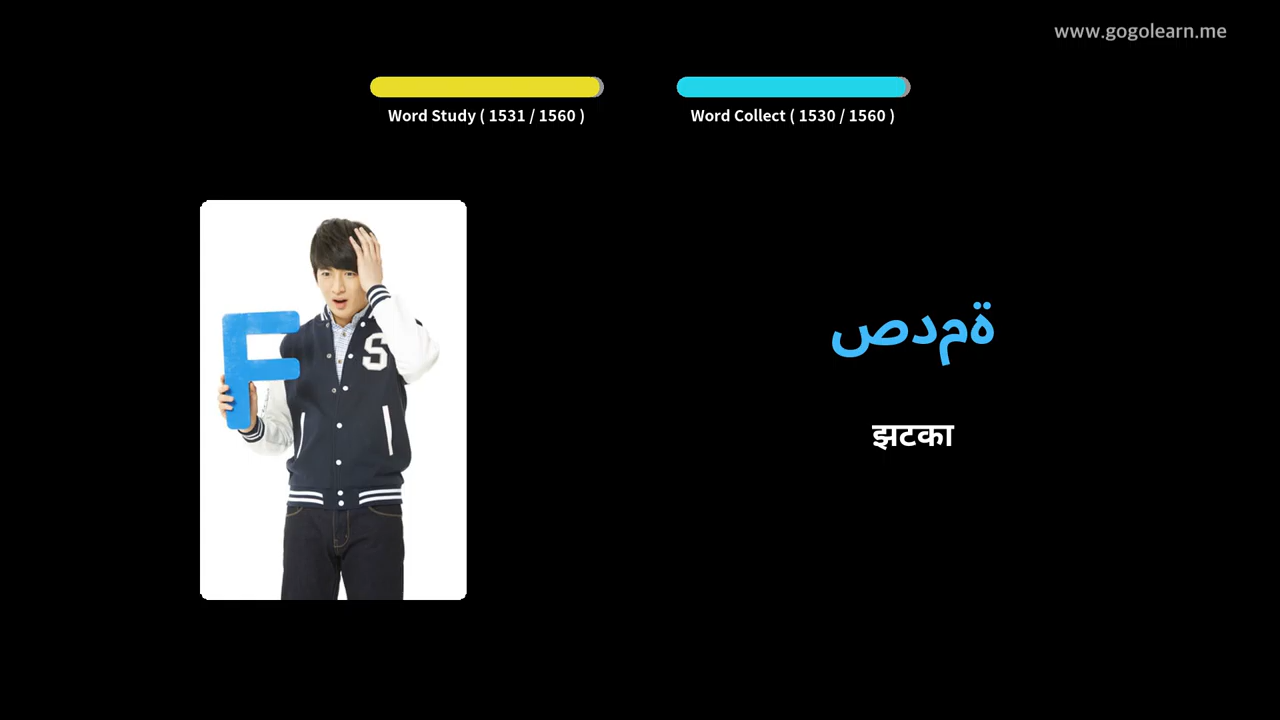 www.gogolearn.me
Word Study ( 1531 / 1560 )
Word Collect ( 1530 / 1560 )
F
S
صدمة
झटका